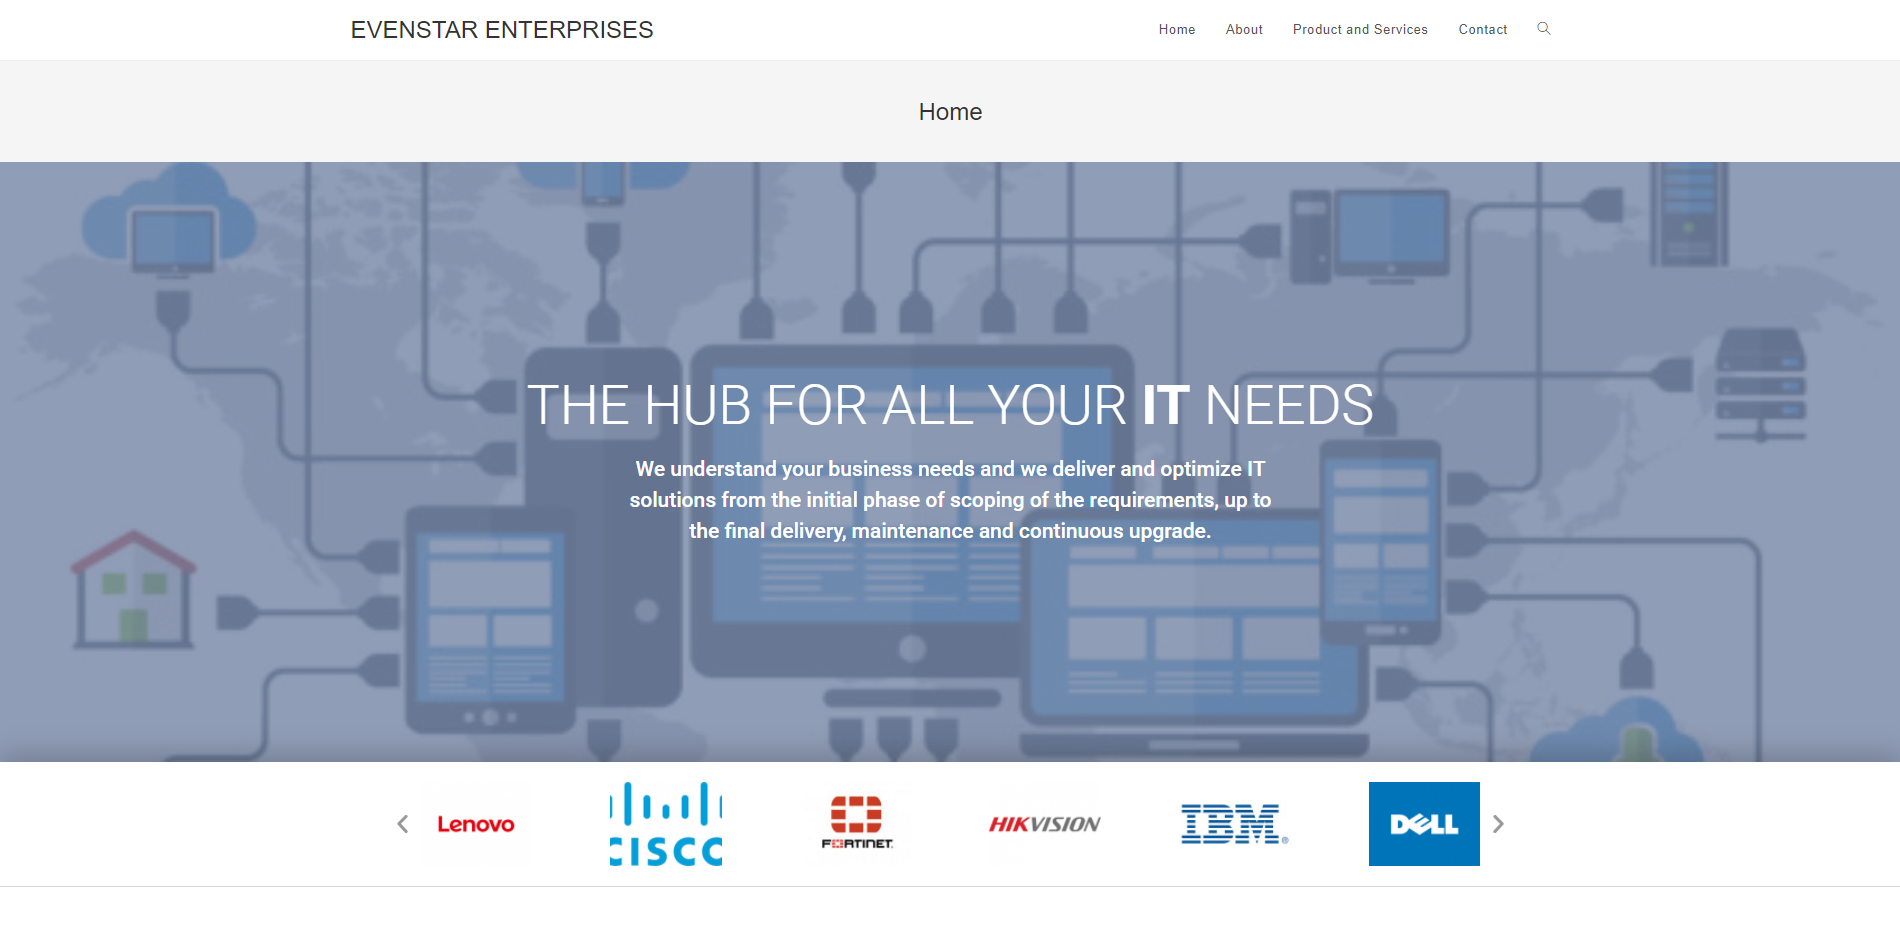 EVENSTAR ENTERPRISES
Home About Product and Services Contact
Home
THE HUB FOR ALL YOUR IT NEEDS
We understand your business needs and we deliver and optimize IT
solutions from the initial phase of scoping of the requirements, up to
the final delivery, maintenance and continuous upgrade.
Lenovo CISCO FORTINET HIKVISION IBM® DELL